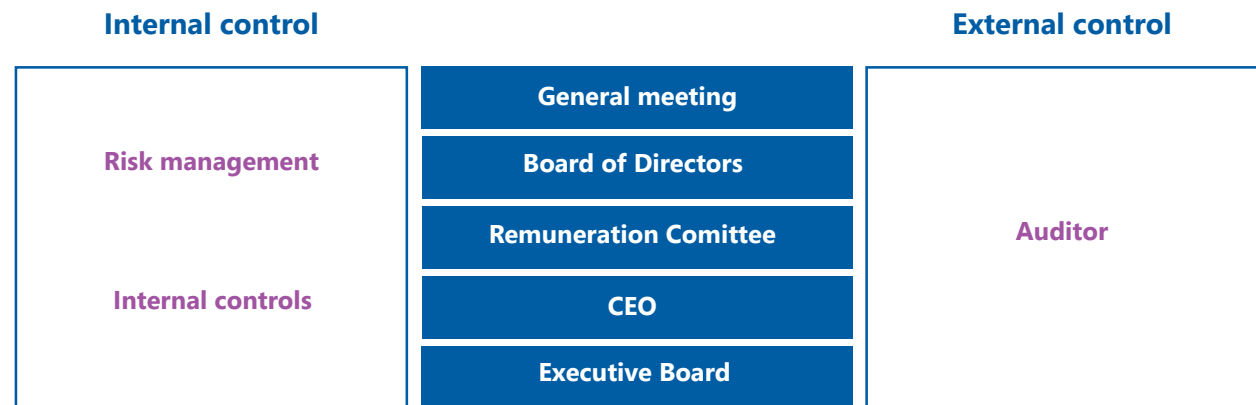 Internal control
External control
General meeting
Risk management
Board of Directors
Remuneration Comittee
Auditor
Internal controls
CEO
Executive Board